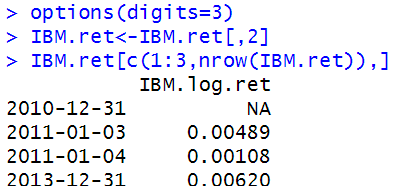 > options(digits=3)
> IBM.ret<-IBM.ret[,2]
> IBM.ret[c(1:3,nrow(IBM.ret)),]
IBM.log.ret
2010-12-31 NA
2011-01-03 0.00489
2011-01-04 0.00108
2013-12-31 0.00620